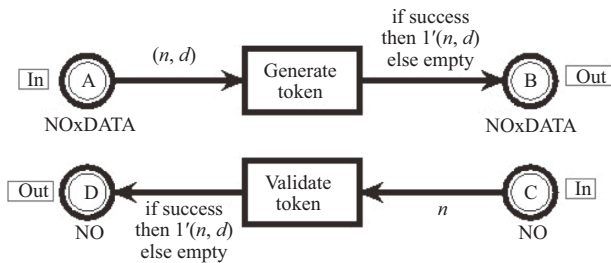 if success
then 1'(n, d)
else empty
(n, d)
In
A
Generate
token
B
Out
NOxDATA
NOxDATA
Out
D
Validate
token
C
In
if success
then 1'(n, d)
else empty
n
NO
NO